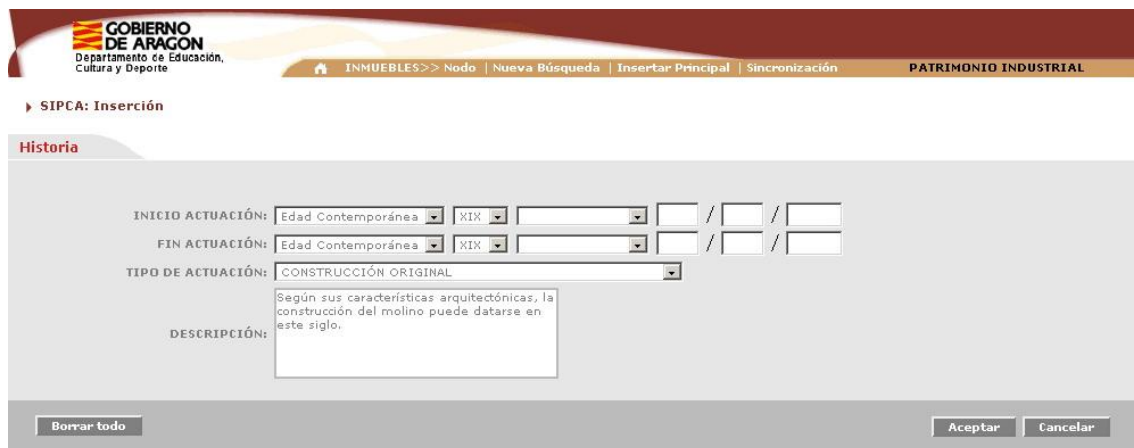 GOBIERNO
DE ARAGON
Departamento de Educación,
Cultura y Deporte
INMUEBLES>> Nodo | Nueva Búsqueda | Insertar Principal | Sincronización
PATRIMONIO INDUSTRIAL
SIPCA: Inserción
Historia
INICIO ACTUACIÓN: Edad Contemporánea XIX / /
FIN ACTUACIÓN: Edad Contemporánea XIX / /
TIPO DE ACTUACIÓN: CONSTRUCCIÓN ORIGINAL
DESCRIPCIÓN:
Según sus características arquitectónicas, la
construcción del molino puede datarse en
este siglo.
Borrar todo
Aceptar
Cancelar